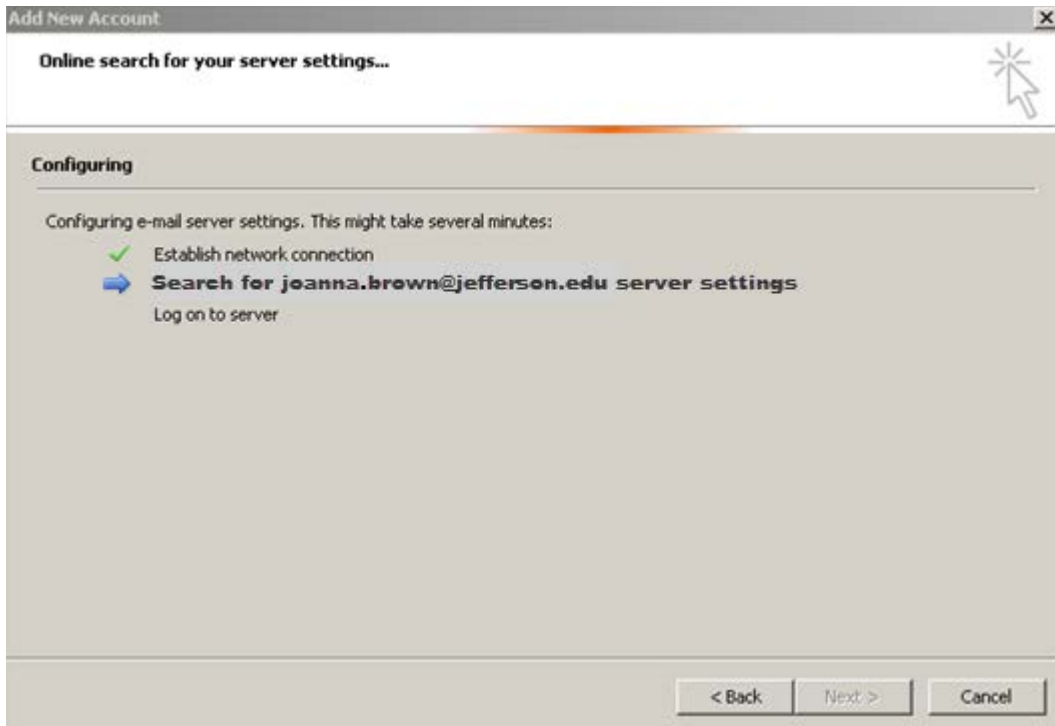 Add New Account
Online search for your server settings...
Configuring
Configuring e-mail server settings. This might take several minutes:
Establish network connection
Search for joanna.brown@jefferson.edu server settings
Log on to server
< Back Next > Cancel